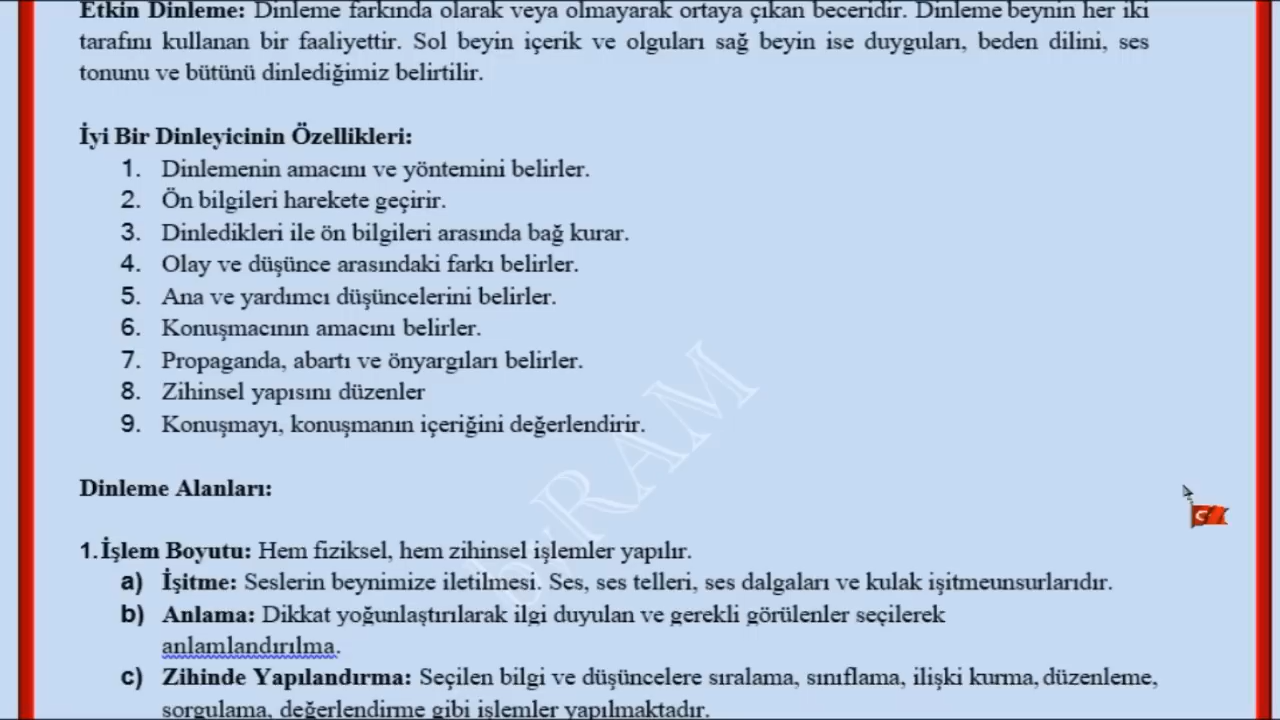 Etkin Dinleme: Dinleme farkında olarak veya olmayarak ortaya çıkan beceridir. Dinleme beynin her iki
tarafını kullanan bir faaliyettir. Sol beyin içerik ve olguları sağ beyin ise duyguları, beden dilini, ses
tonunu ve bütünü dinlediğimiz belirtilir.
İyi Bir Dinleyicinin Özellikleri:
1. Dinlemenin amacını ve yöntemini belirler.
2. Ön bilgileri harekete geçirir.
3. Dinledikleri ile ön bilgileri arasında bağ kurar.
4. Olay ve düşünce arasındaki farkı belirler.
5. Ana ve yardımcı düşüncelerini belirler.
6. Konuşmacının amacını belirler.
7. Propaganda, abartı ve önyargıları belirler.
8. Zihinsel yapısını düzenler
9. Konuşmayı, konuşmanın içeriğini değerlendirir.
byRAM
Dinleme Alanları:
1.İşlem Boyutu: Hem fiziksel, hem zihinsel işlemler yapılır.
a) İşitme: Seslerin beynimize iletilmesi. Ses, ses telleri, ses dalgaları ve kulak işitmeunsurlarıdır.
b) Anlama: Dikkat yoğunlaştırılarak ilgi duyulan ve gerekli görülenler seçilerek
anlamlandırılma.
c) Zihinde Yapılandırma: Seçilen bilgi ve düşüncelere sıralama, sınıflama, ilişki kurma, düzenleme,
sorgulama, değerlendirme gibi işlemler yapılmaktadır.